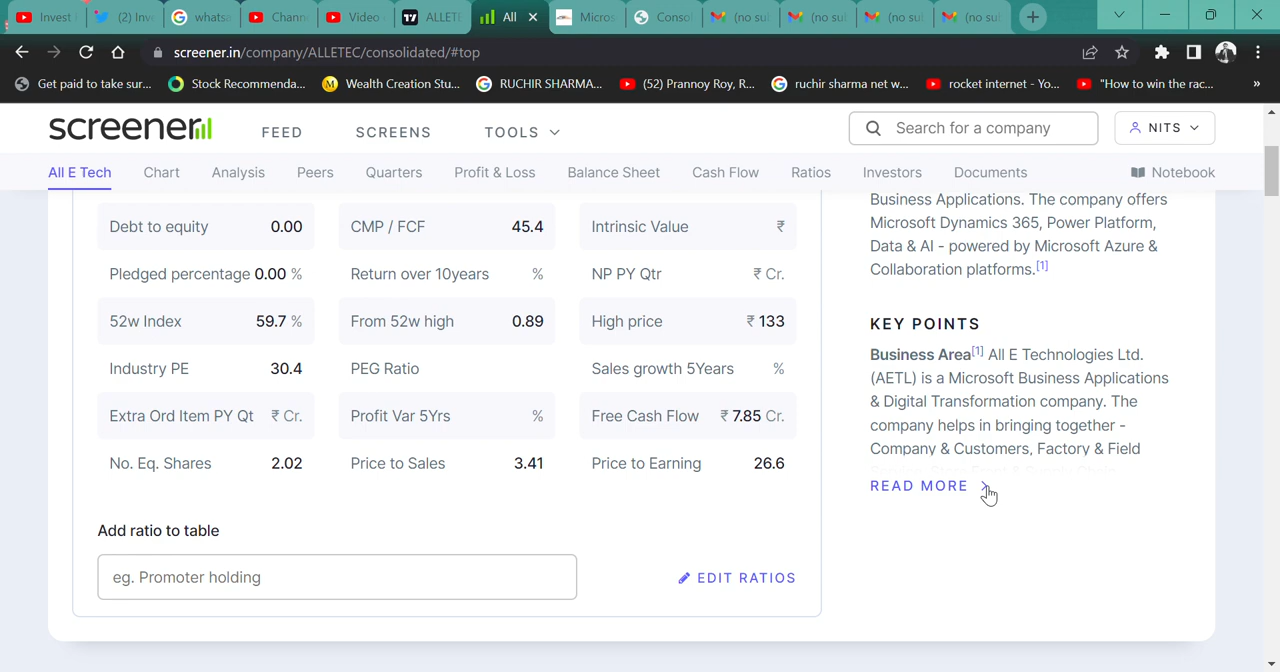 Invest
(2) Inv
whatsa
Chann
Video
ALLETE
All
Micros
Consol
(no sul
(no sul
(no sul
(no sul
screener.in/company/ALLETEC/consolidated/#top
Get paid to take sur... Stock Recommenda... Wealth Creation Stu... RUCHIR SHARMA... (52) Prannoy Roy, R... ruchir sharma net w... rocket internet - Yo... "How to win the rac... »
screener FEED SCREENS TOOLS Search for a company NITS
All E Tech Chart Analysis Peers Quarters Profit & Loss Balance Sheet Cash Flow Ratios Investors Documents Notebook
Debt to equity 0.00 CMP / FCF 45.4 Intrinsic Value ₹
Pledged percentage 0.00 % Return over 10years % NP PY Qtr ₹ Cr.
52w Index 59.7 % From 52w high 0.89 High price ₹ 133
Industry PE 30.4 PEG Ratio Sales growth 5Years %
Extra Ord Item PY Qt ₹ Cr. Profit Var 5Yrs % Free Cash Flow ₹ 7.85 Cr.
No. Eq. Shares 2.02 Price to Sales 3.41 Price to Earning 26.6
Add ratio to table
eg. Promoter holding
EDIT RATIOS
Business Applications. The company offers
Microsoft Dynamics 365, Power Platform,
Data & AI - powered by Microsoft Azure &
Collaboration platforms.[1]
KEY POINTS
Business Area[1] All E Technologies Ltd.
(AETL) is a Microsoft Business Applications
& Digital Transformation company. The
company helps in bringing together -
Company & Customers, Factory & Field
READ MORE